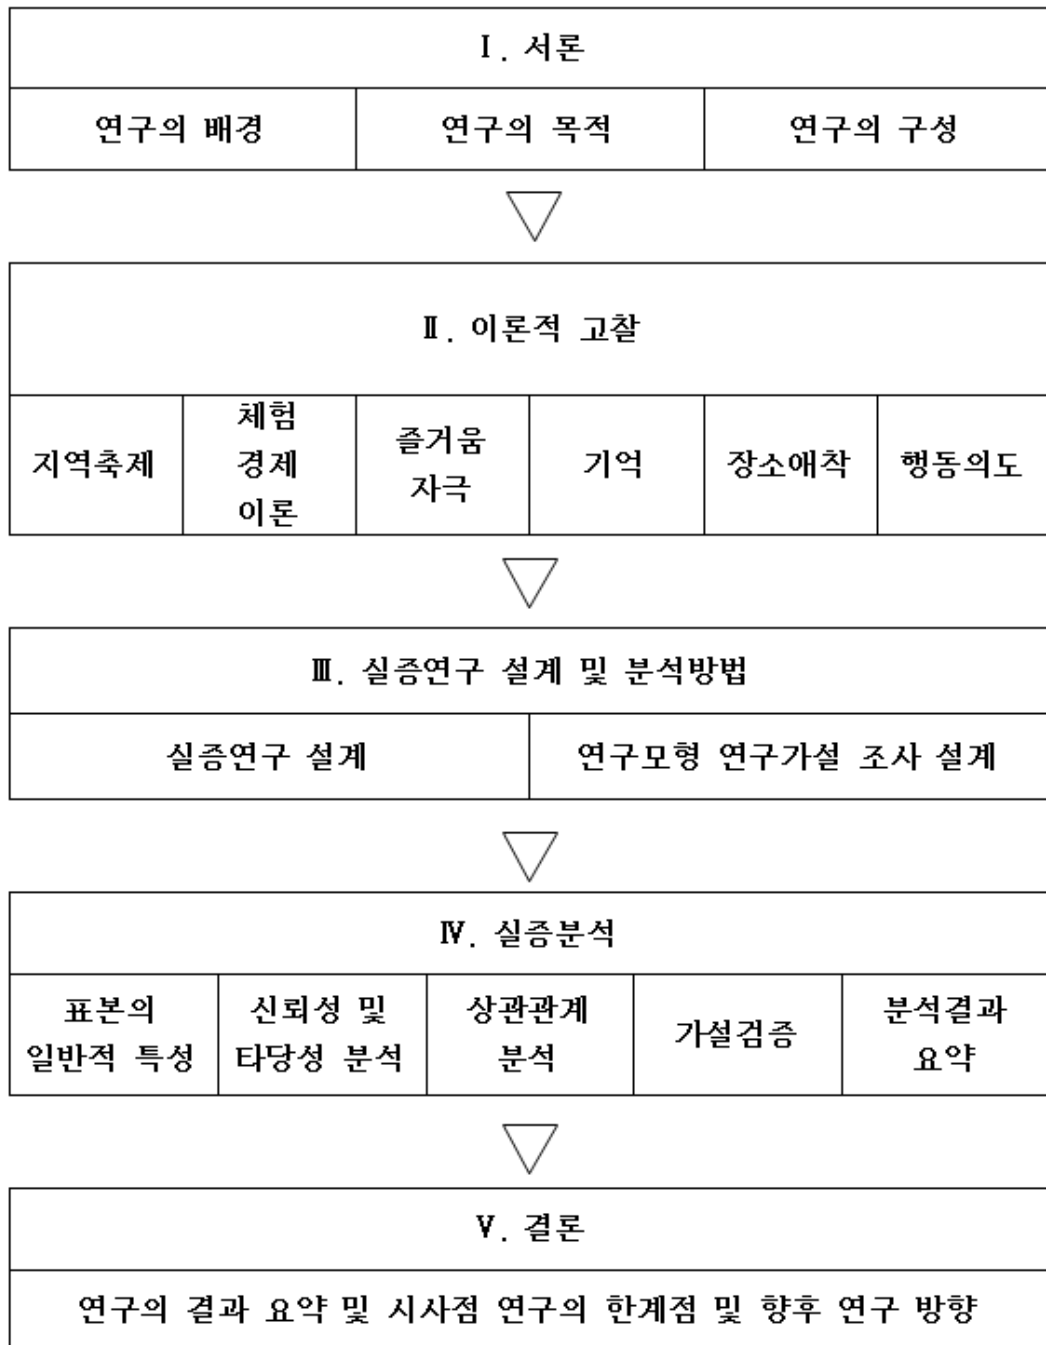 Ⅰ. 서론
연구의 배경
연구의 목적
연구의 구성
Ⅱ. 이론적 고찰
지역축제
체험
경제
이론
즐거움
자극
기억
장소애착
행동의도
Ⅲ. 실증연구 설계 및 분석방법
실증연구 설계
연구모형 연구가설 조사 설계
Ⅳ. 실증분석
표본의
일반적 특성
신뢰성 및
타당성 분석
상관관계
분석
가설검증
분석결과
요약
Ⅴ. 결론
연구의 결과 요약 및 시사점 연구의 한계점 및 향후 연구 방향